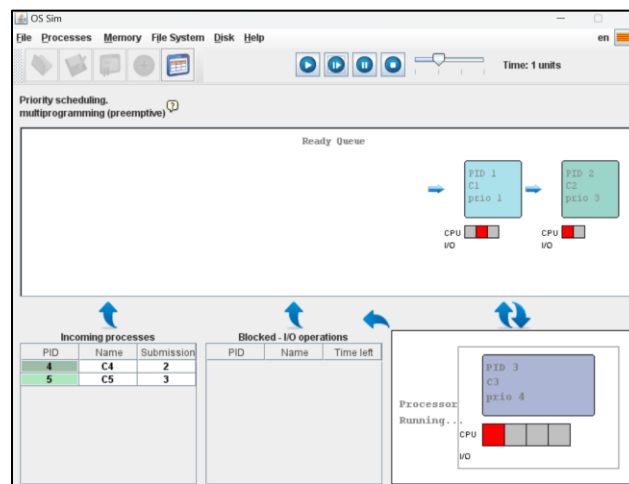 OS Sim
File Processes Memory File System Disk Help en
Time: 1 units
Priority scheduling.
multiprogramming (preemptive) ?
Ready Queue
PID 1
C1
prio 1
CPU
I/O
PID 2
C2
prio 3
CPU
I/O
Incoming processes
PID Name Submission
4 C4 2
5 C5 3
Blocked - I/O operations
PID Name Time left
Processor
Running...
PID 3
C3
prio 4
CPU
I/O